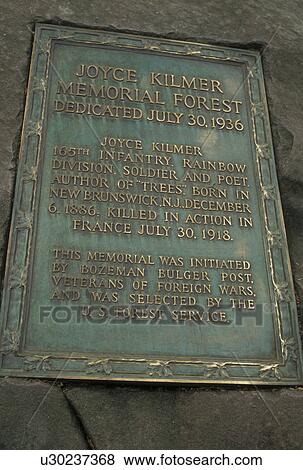 JOYCE KILMER
MEMORIAL FOREST
DEDICATED JULY 30, 1936
JOYCE KILMER
165TH INFANTRY, RAINBOW
DIVISION, SOLDIER AND POET,
AUTHOR OF "TREES", BORN IN
NEW BRUNSWICK, N.J. DECEMBER
6, 1886, KILLED IN ACTION IN
FRANCE JULY 30, 1918.
THIS MEMORIAL WAS INITIATED
BY BOZEMAN BULGER POST,
VETERANS OF FOREIGN WARS,
AND WAS SELECTED BY THE
U.S. FOREST SERVICE.
Fotosearch
u30237368 www.fotosearch.com